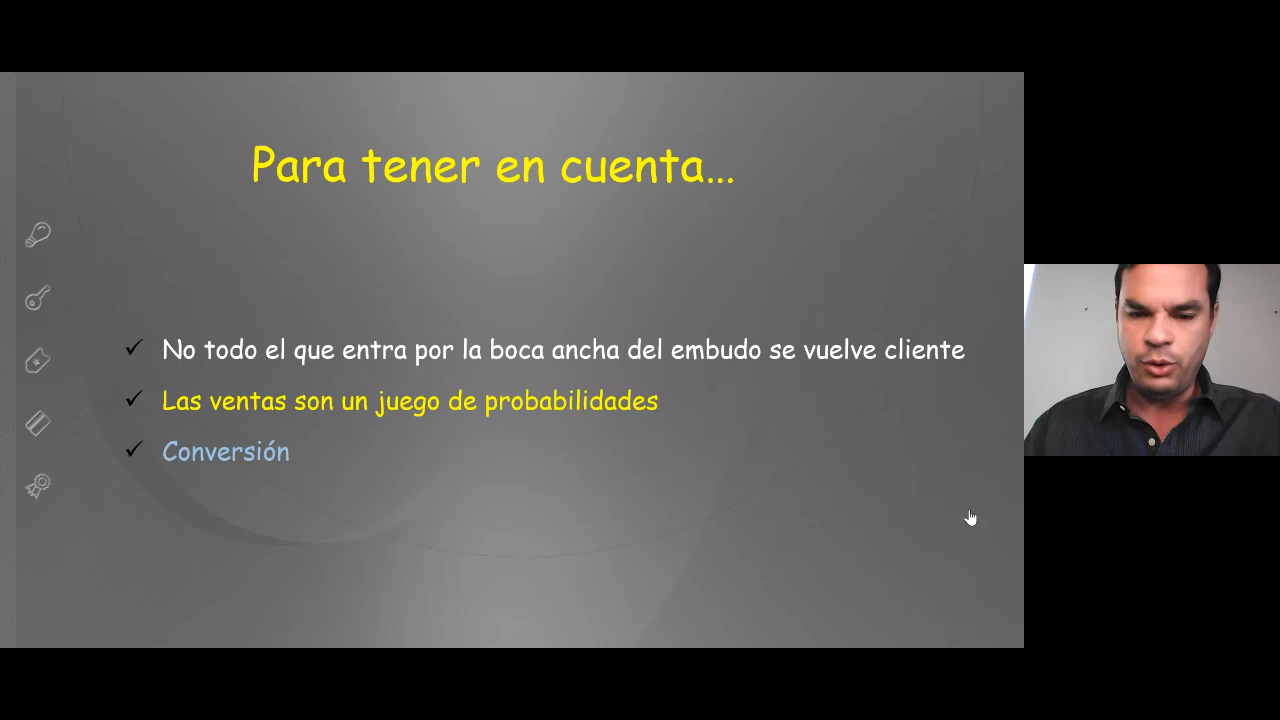 Para tener en cuenta...
No todo el que entra por la boca ancha del embudo se vuelve cliente
Las ventas son un juego de probabilidades
Conversión